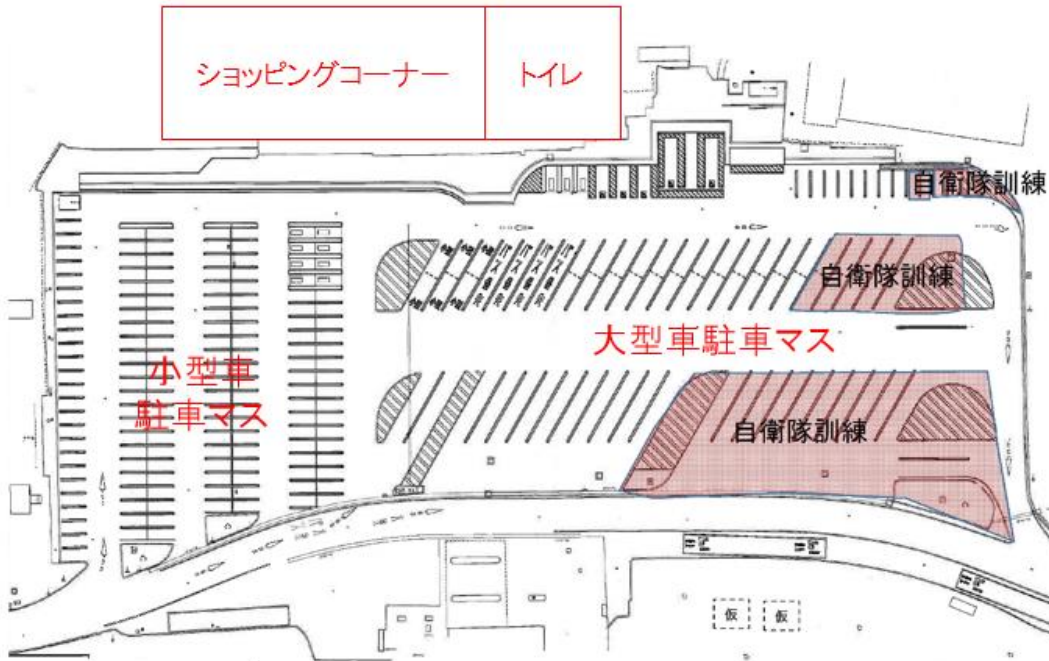 ショッピングコーナー
トイレ
自衛隊訓練
自衛隊訓練
大型車駐車マス
小型車
駐車マス
自衛隊訓練
仮
仮